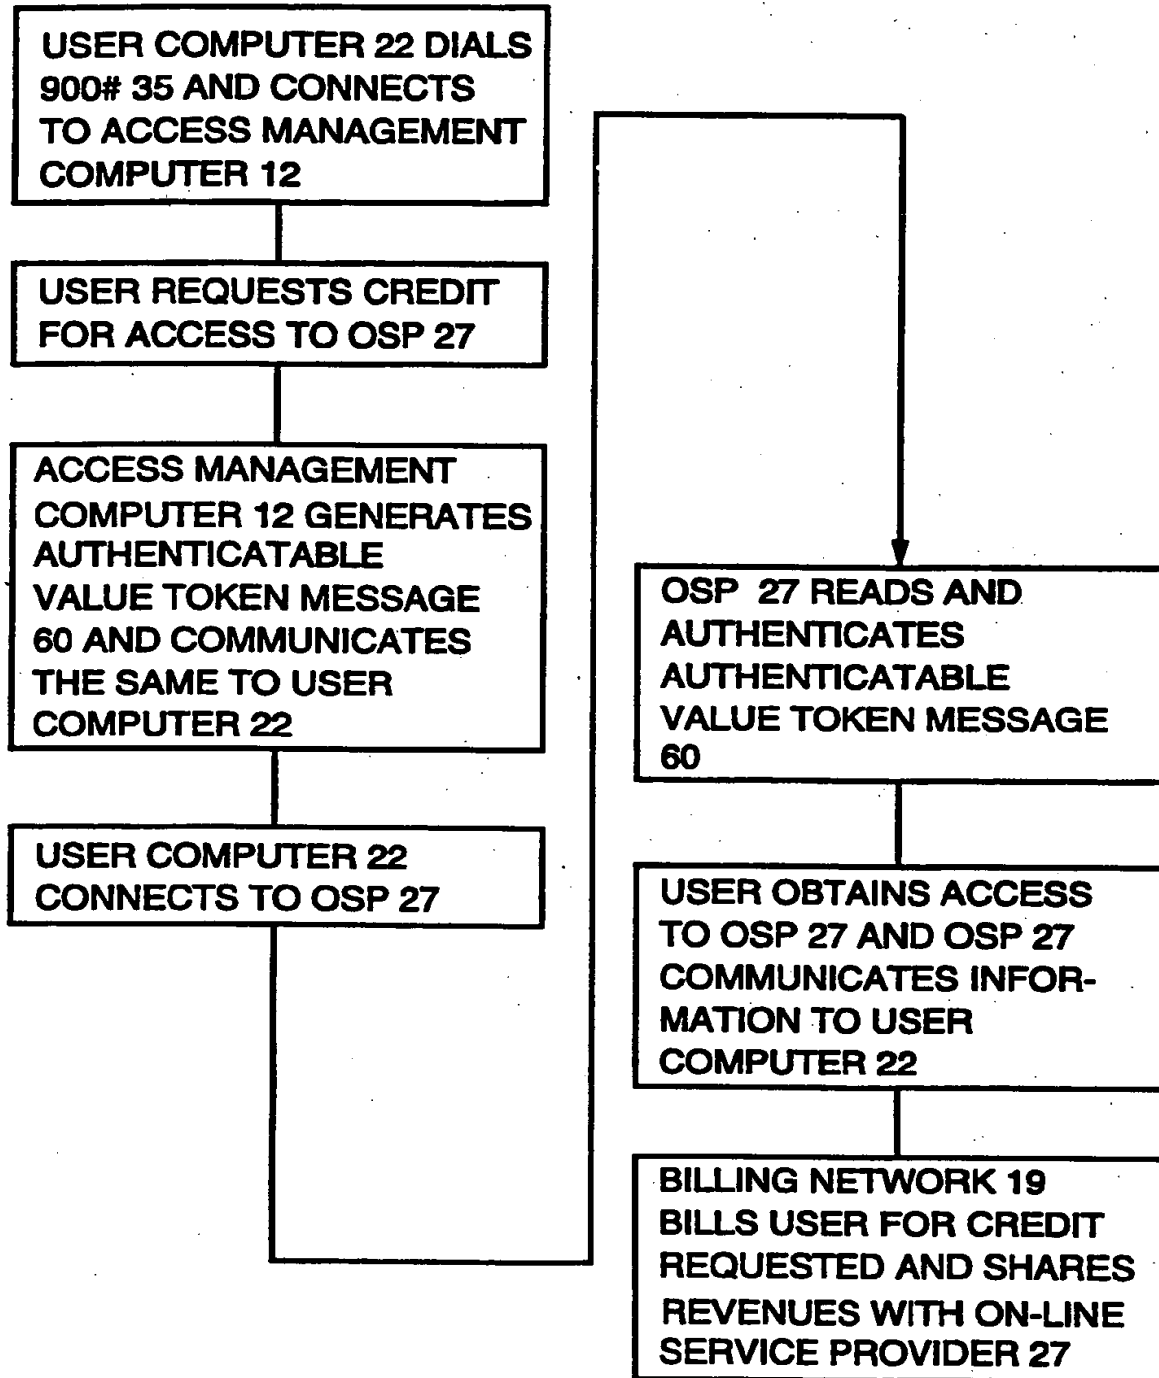 USER COMPUTER 22 DIALS
900# 35 AND CONNECTS
TO ACCESS MANAGEMENT
COMPUTER 12
USER REQUESTS CREDIT
FOR ACCESS TO OSP 27
ACCESS MANAGEMENT
COMPUTER 12 GENERATES
AUTHENTICATABLE
VALUE TOKEN MESSAGE
60 AND COMMUNICATES
THE SAME TO USER
COMPUTER 22
USER COMPUTER 22
CONNECTS TO OSP 27
OSP 27 READS AND
AUTHENTICATES
AUTHENTICATABLE
VALUE TOKEN MESSAGE
60
USER OBTAINS ACCESS
TO OSP 27 AND OSP 27
COMMUNICATES INFOR-
MATION TO USER
COMPUTER 22
BILLING NETWORK 19
BILLS USER FOR CREDIT
REQUESTED AND SHARES
REVENUES WITH ON-LINE
SERVICE PROVIDER 27